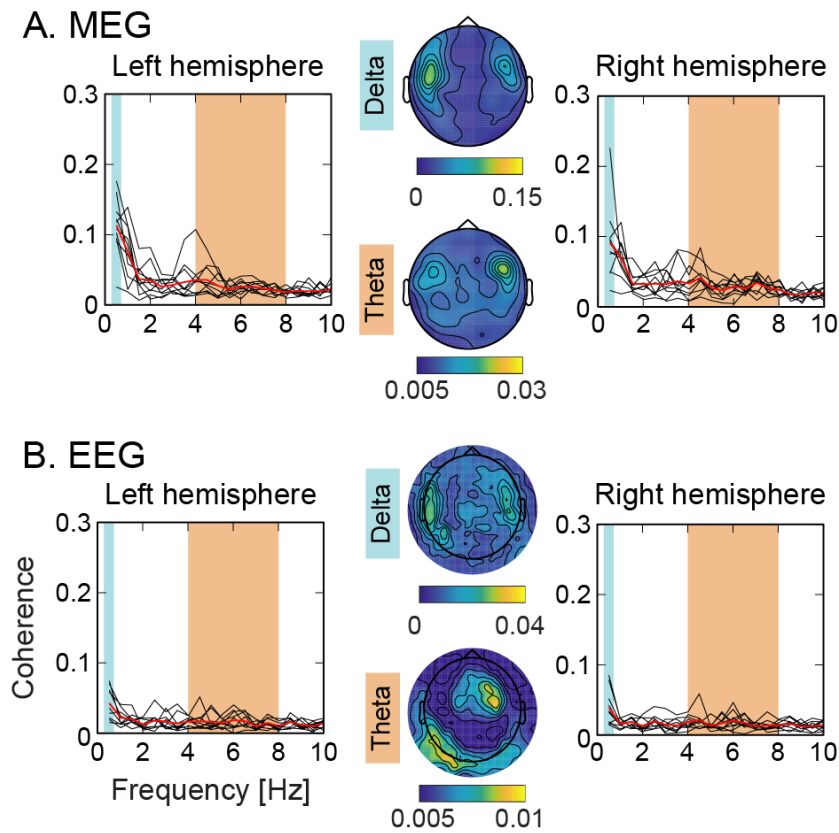 A. MEG
Left hemisphere
Delta
Right hemisphere
0.3
0.2
0.1
0
0 2 4 6 8 10
0 0.15
Theta
0.005 0.03
0.3
0.2
0.1
0
0 2 4 6 8 10
B. EEG
Left hemisphere
Delta
Right hemisphere
Coherence
0.3
0.2
0.1
0
0 2 4 6 8 10
Frequency [Hz]
0 0.04
Theta
0.005 0.01
0.3
0.2
0.1
0
0 2 4 6 8 10